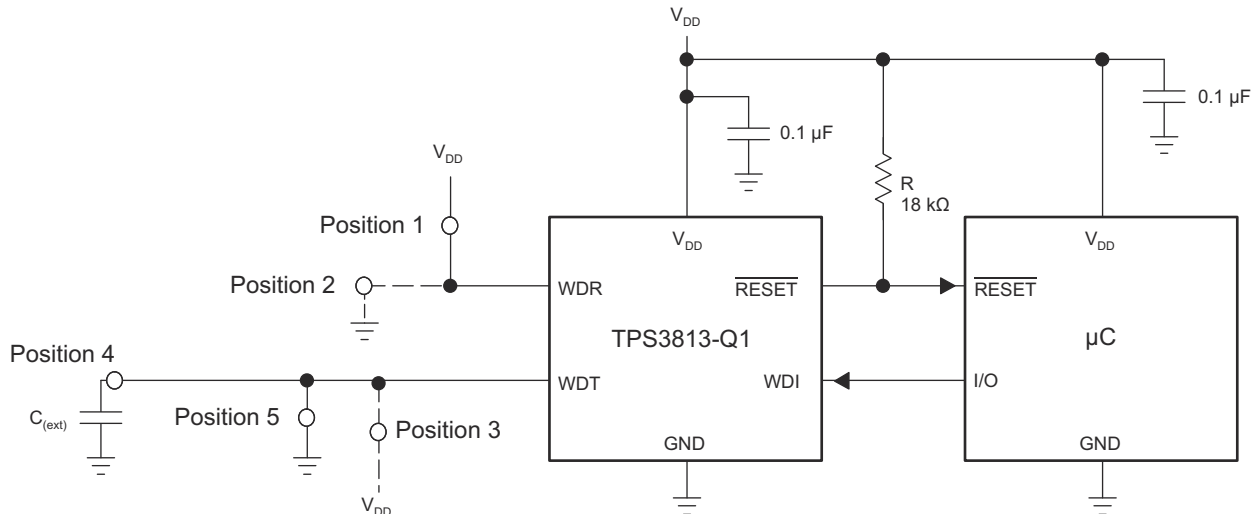 V_DD
0.1 µF
0.1 µF
V_DD
R
18 kΩ
Position 1
V_DD
V_DD
Position 2
WDR
RESET
RESET
TPS3813-Q1
µC
Position 4
WDT
WDI
I/O
C_(ext)
Position 5
Position 3
GND
GND
V_DD